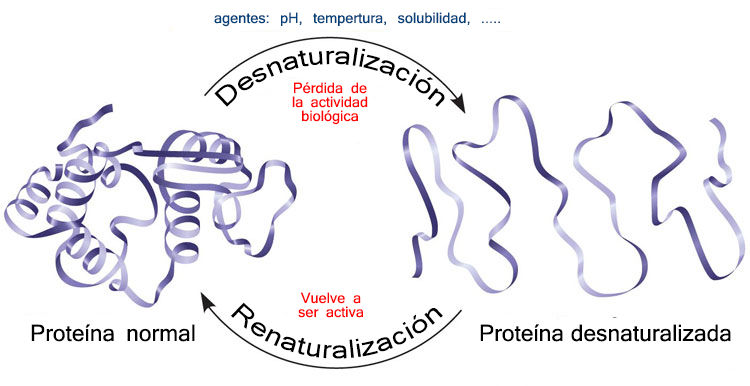 agentes: pH, tempertura, solubilidad, .....
Desnaturalización
Pérdida de
la actividad
biológica
Vuelve a
ser activa
Renaturalización
Proteína normal
Proteína desnaturalizada